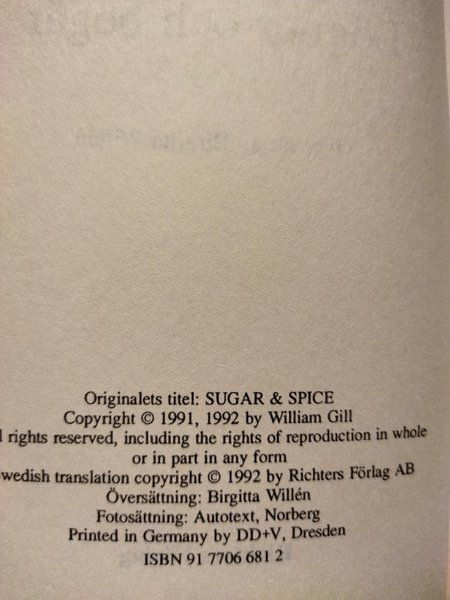 Originalets titel: SUGAR & SPICE
Copyright © 1991, 1992 by William Gill
rights reserved, including the rights of reproduction in whole
or in part in any form
wedish translation copyright © 1992 by Richters Förlag AB
Översättning: Birgitta Willén
Fotosättning: Autotext, Norberg
Printed in Germany by DD+V, Dresden
ISBN 91 7706 681 2